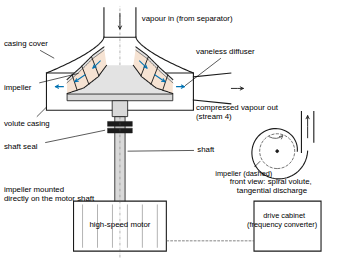 vapour in (from separator)
casing cover
vaneless diffuser
impeller
compressed vapour out
(stream 4)
volute casing
shaft seal
shaft
impeller (dashed)
front view: spiral volute,
tangential discharge
impeller mounted
directly on the motor shaft
high-speed motor
drive cabinet
(frequency converter)